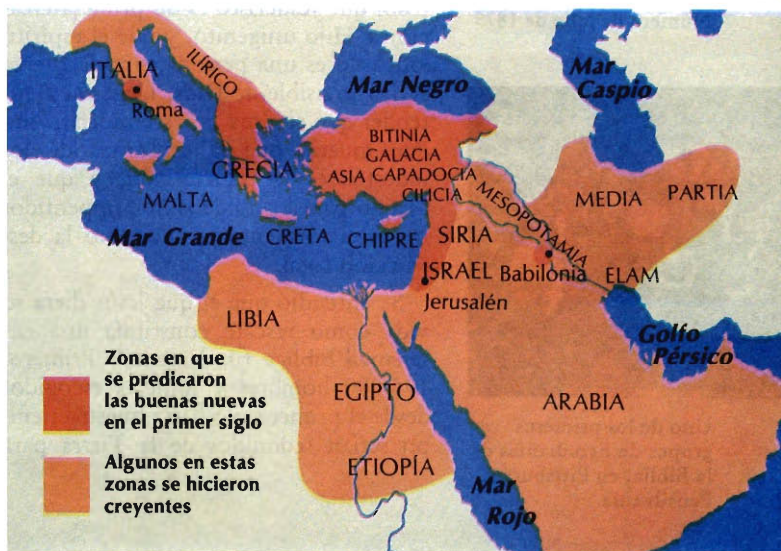 ITALIA
Roma
ILÍRICO
Mar Negro
Mar
Caspio
GRECIA
BITINIA
GALACIA
ASIA CAPADOCIA
CILICIA
MESOPOTAMIA
MEDIA
PARTIA
MALTA
Mar Grande
CRETA
CHIPRE
SIRIA
ISRAEL
Babilonia
ELAM
Jerusalén
LIBIA
Golfo
Pérsico
EGIPTO
ARABIA
ETIOPÍA
Mar
Rojo
Zonas en que
se predicaron
las buenas nuevas
en el primer siglo
Algunos en estas
zonas se hicieron
creyentes